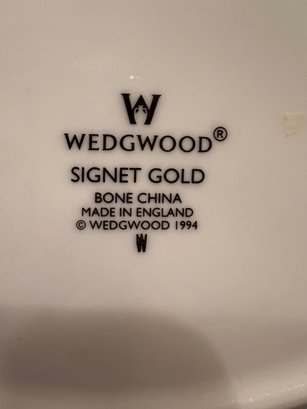 W
WEDGWOOD®
SIGNET GOLD
BONE CHINA
MADE IN ENGLAND
© WEDGWOOD 1994
W